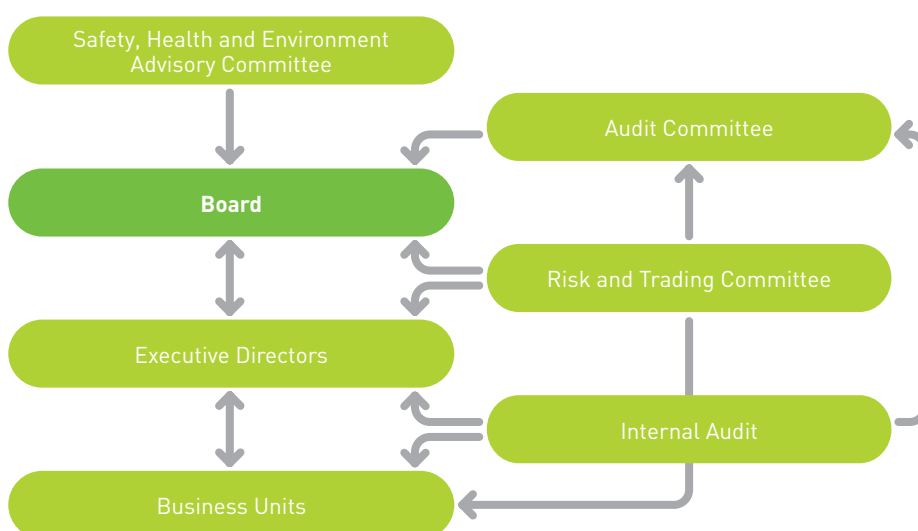 Safety, Health and Environment
Advisory Committee
Audit Committee
Board
Risk and Trading Committee
Executive Directors
Internal Audit
Business Units